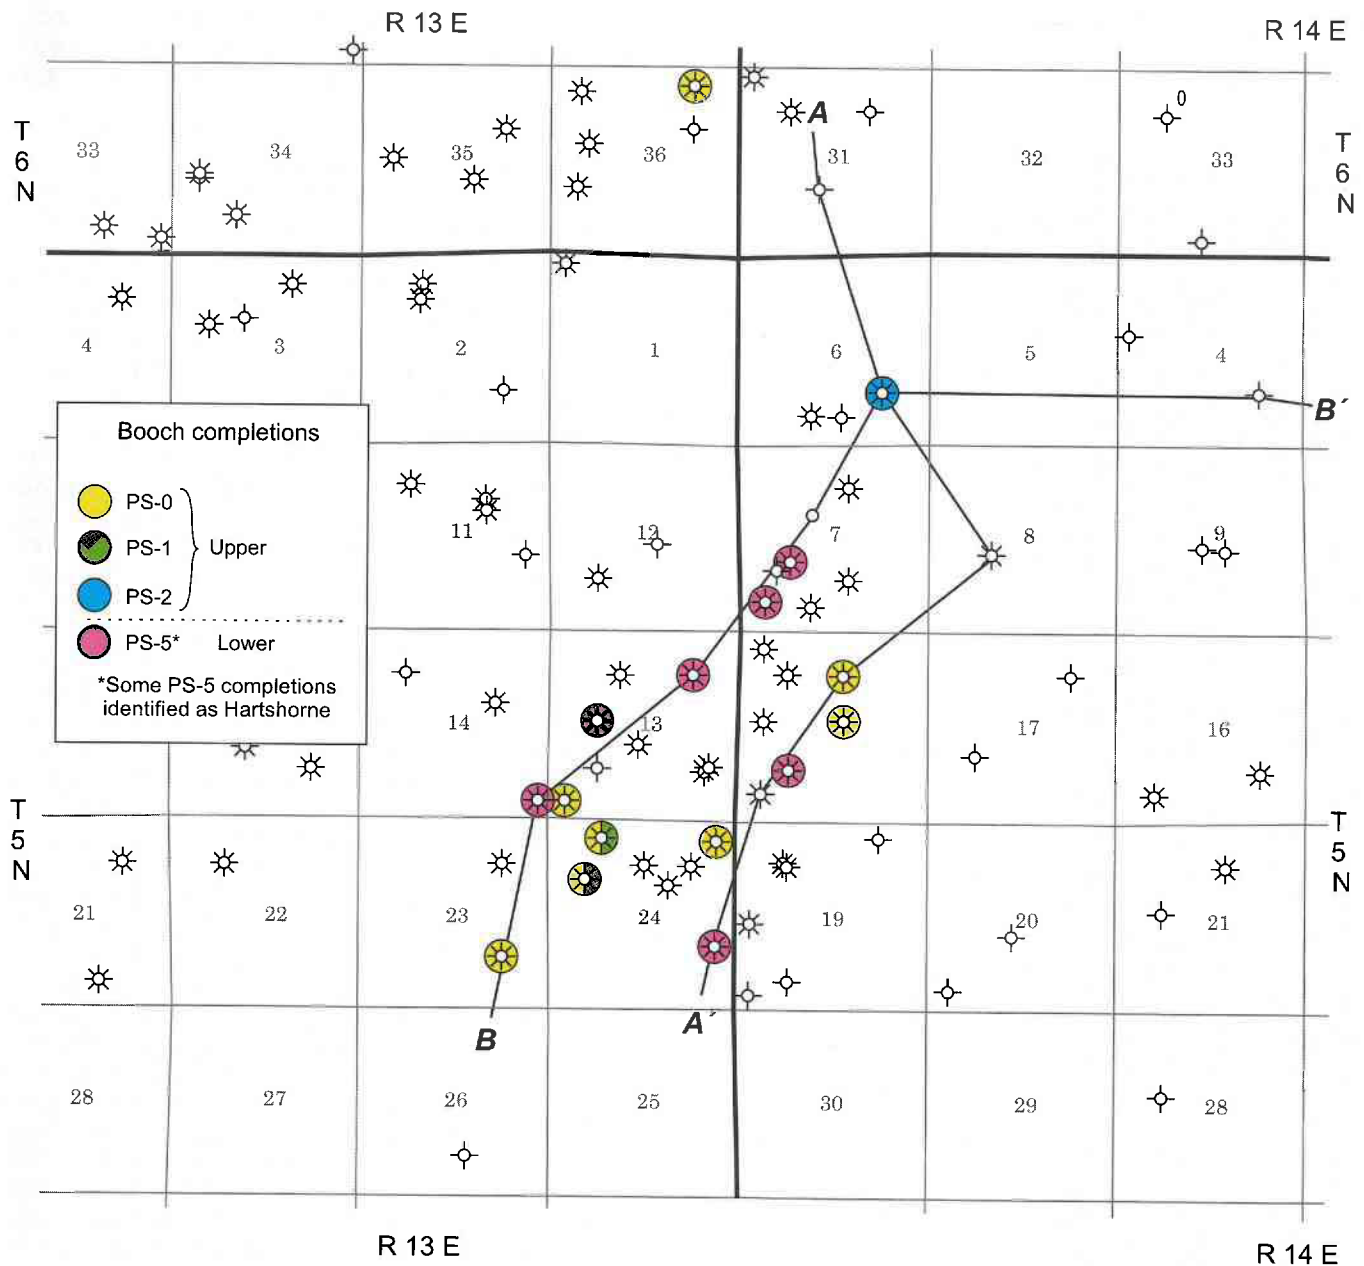 R 13 E
R 14 E
T
6
N
33
34
35
36
A
31
32
0
33
T
6
N
4
3
2
1
6
5
4
B´
Booch completions
PS-0
PS-1
Upper
PS-2
PS-5* Lower
*Some PS-5 completions
identified as Hartshorne
11
12
7
8
9
14
13
17
16
T
5
N
T
5
N
21
22
23
24
19
20
21
B
A´
28
27
26
25
30
29
28
R 13 E
R 14 E